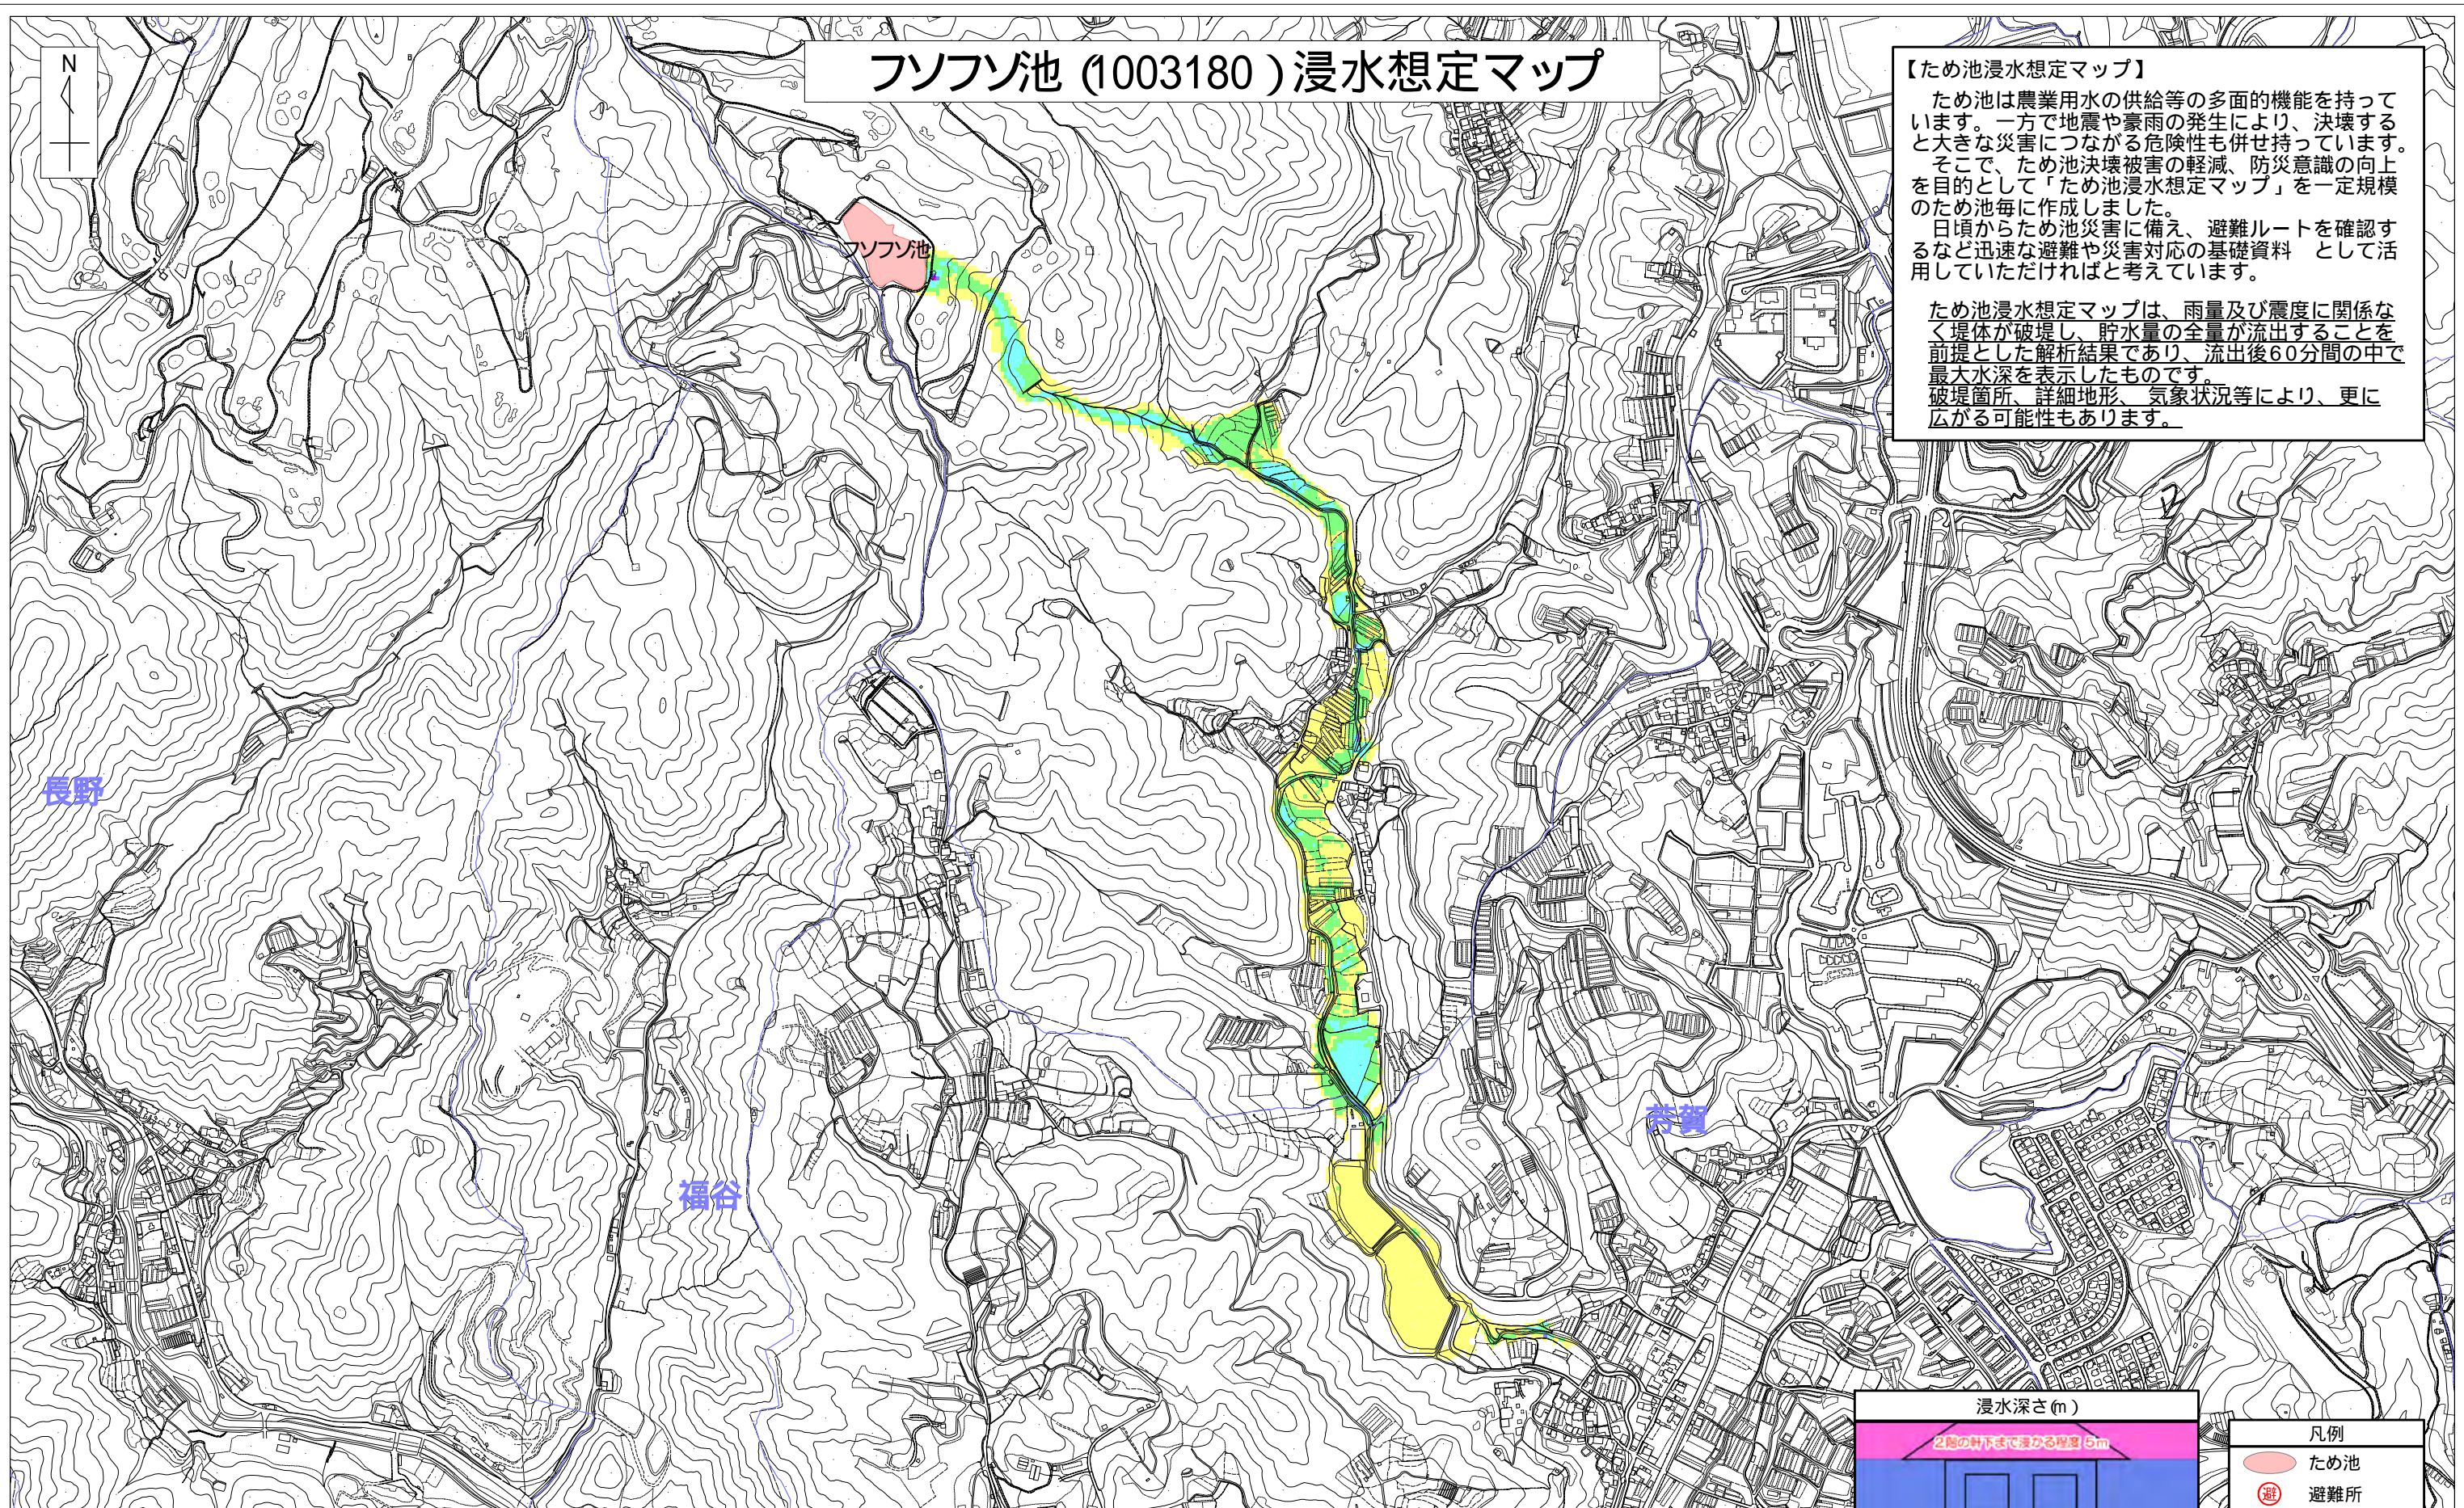 N
フソフソ池 (1003180 ) 浸水想定マップ
【ため池浸水想定マップ】
ため池は農業用水の供給等の多面的機能を持って
います。一方で地震や豪雨の発生により、決壊する
と大きな災害につながる危険性も併せ持っています。
そこで、ため池決壊被害の軽減、防災意識の向上
を目的として「ため池浸水想定マップ」を一定規模
のため池毎に作成しました。
日頃からため池災害に備え、避難ルートを確認す
るなど迅速な避難や災害対応の基礎資料　として活
用していただければと考えています。
ため池浸水想定マップは、雨量及び震度に関係な
く堤体が破堤し、貯水量の全量が流出することを
前提とした解析結果であり、流出後60分間の中で
最大水深を表示したものです。
破堤箇所、詳細地形、 気象状況等により、更に
広がる可能性もあります。
フソフソ池
長野
芳賀
福谷
浸水深さ(m )
2階の軒下まで浸かる程度 5m
凡例
ため池
避 避難所